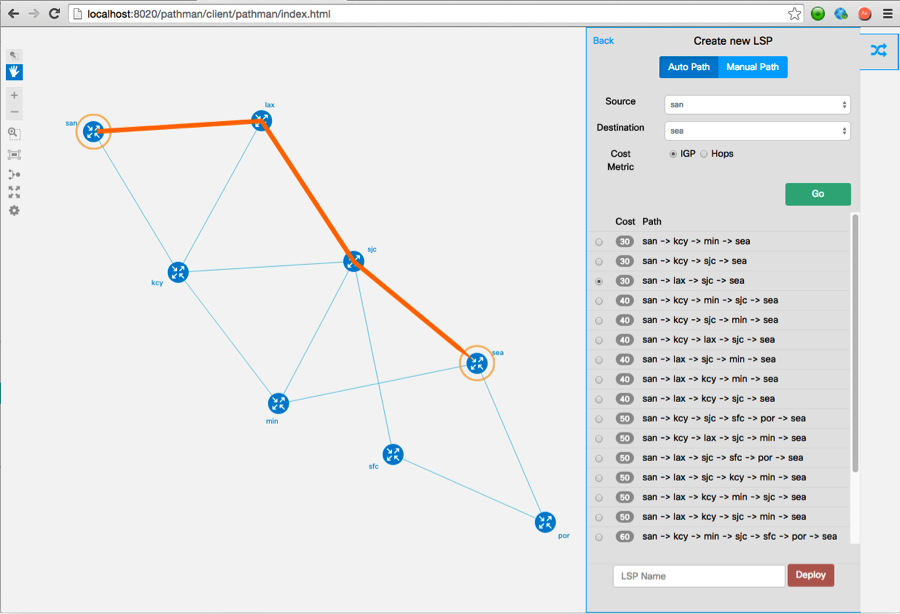 localhost:8020/pathman/client/pathman/index.html
Back
Create new LSP
Auto Path
Manual Path
Source
san
Destination
sea
Cost
Metric
IGP
Hops
Go
Cost Path
30 san -> kcy -> min -> sea
30 san -> kcy -> sjc -> sea
30 san -> lax -> sjc -> sea
40 san -> kcy -> min -> sjc -> sea
40 san -> kcy -> sjc -> min -> sea
40 san -> kcy -> lax -> sjc -> sea
40 san -> lax -> sjc -> min -> sea
40 san -> lax -> kcy -> min -> sea
40 san -> lax -> kcy -> sjc -> sea
50 san -> kcy -> sjc -> sfc -> por -> sea
50 san -> kcy -> lax -> sjc -> min -> sea
50 san -> lax -> sjc -> sfc -> por -> sea
50 san -> lax -> sjc -> kcy -> min -> sea
50 san -> lax -> kcy -> min -> sjc -> sea
50 san -> lax -> kcy -> sjc -> min -> sea
60 san -> kcy -> min -> sjc -> sfc -> por -> sea
LSP Name
Deploy
lax
san
sjc
kcy
sea
min
sfc
por